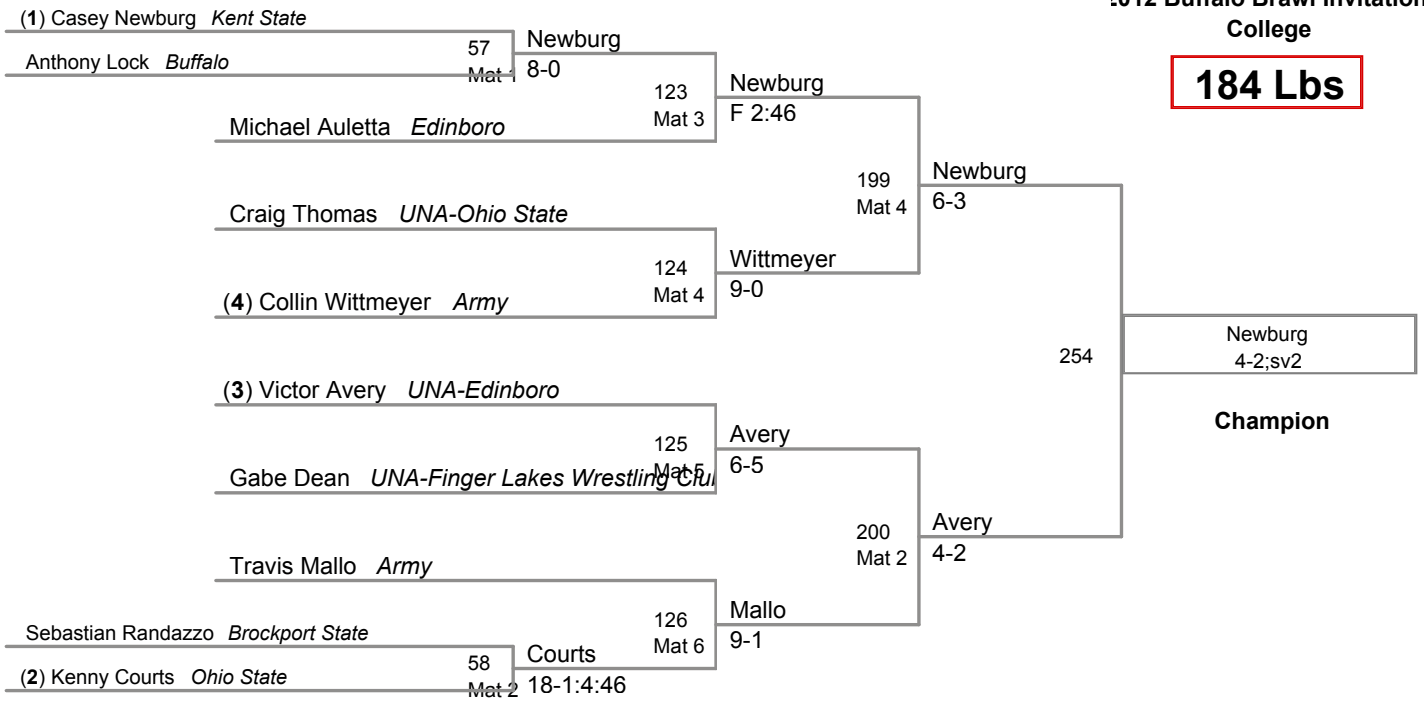 2012 Buffalo Brawl Invitation
College
184 Lbs
(1) Casey Newburg Kent State
Anthony Lock Buffalo
57
Mat 1
Newburg
8-0
Michael Auletta Edinboro
123
Mat 3
Newburg
F 2:46
Craig Thomas UNA-Ohio State
(4) Collin Wittmeyer Army
124
Mat 4
Wittmeyer
9-0
199
Mat 4
Newburg
6-3
(3) Victor Avery UNA-Edinboro
Gabe Dean UNA-Finger Lakes Wrestling Clu
125
Mat 5
Avery
6-5
Travis Mallo Army
Sebastian Randazzo Brockport State
(2) Kenny Courts Ohio State
58
Mat 2
Courts
18-1:4:46
126
Mat 6
Mallo
9-1
200
Mat 2
Avery
4-2
254
Newburg
4-2;sv2
Champion